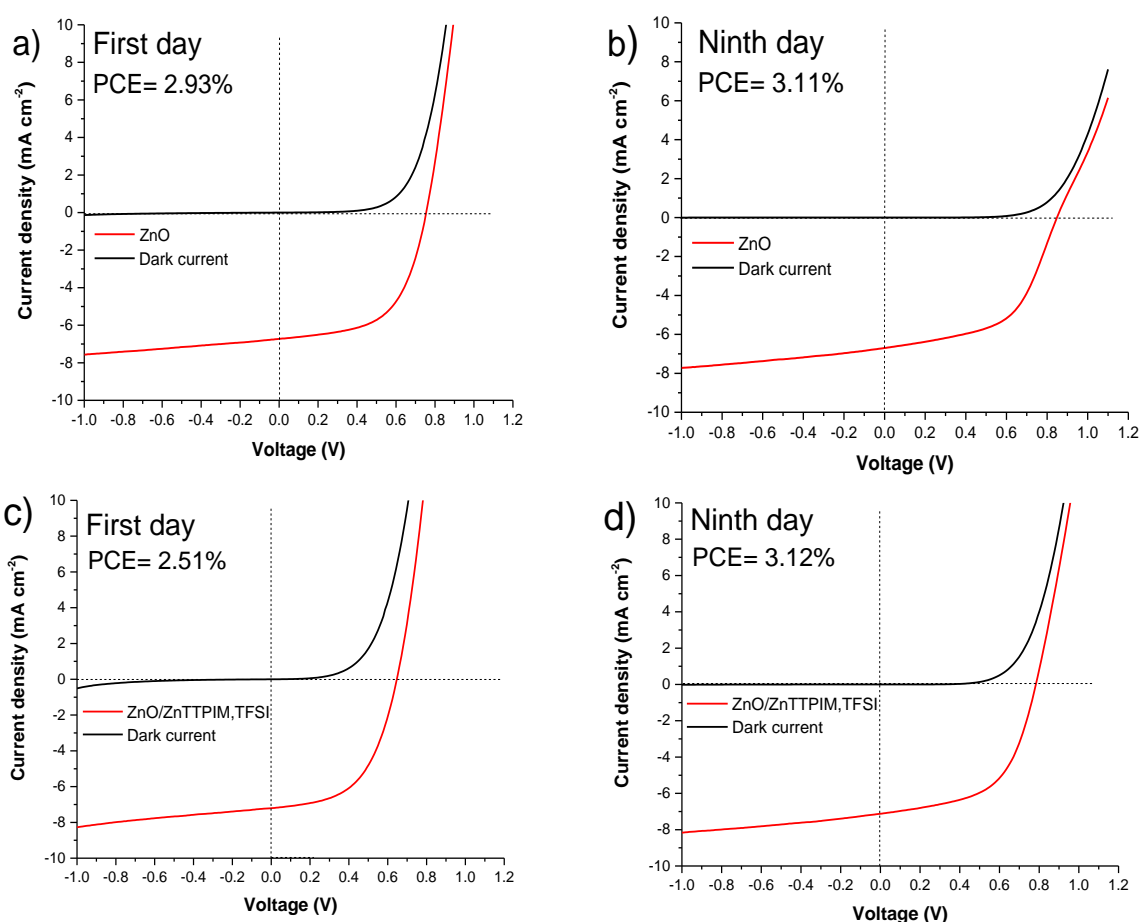 a)
First day
PCE= 2.93%
10
8
6
4
2
0
-2
-4
-6
-8
-10
Current density (mA cm-2)
ZnO
Dark current
-1.0 -0.8 -0.6 -0.4 -0.2 0.0 0.2 0.4 0.6 0.8 1.0 1.2
Voltage (V)
b)
Ninth day
PCE= 3.11%
10
8
6
4
2
0
-2
-4
-6
-8
-10
Current density (mA cm-2)
ZnO
Dark current
-1.0 -0.8 -0.6 -0.4 -0.2 0.0 0.2 0.4 0.6 0.8 1.0 1.2
Voltage (V)
c)
First day
PCE= 2.51%
10
8
6
4
2
0
-2
-4
-6
-8
-10
Current density (mA cm-2)
ZnO/ZnTTPIM,TFSI
Dark current
-1.0 -0.8 -0.6 -0.4 -0.2 0.0 0.2 0.4 0.6 0.8 1.0 1.2
Voltage (V)
d)
Ninth day
PCE= 3.12%
10
8
6
4
2
0
-2
-4
-6
-8
-10
Current density (mA cm-2)
ZnO/ZnTTPIM,TFSI
Dark current
-1.0 -0.8 -0.6 -0.4 -0.2 0.0 0.2 0.4 0.6 0.8 1.0 1.2
Voltage (V)